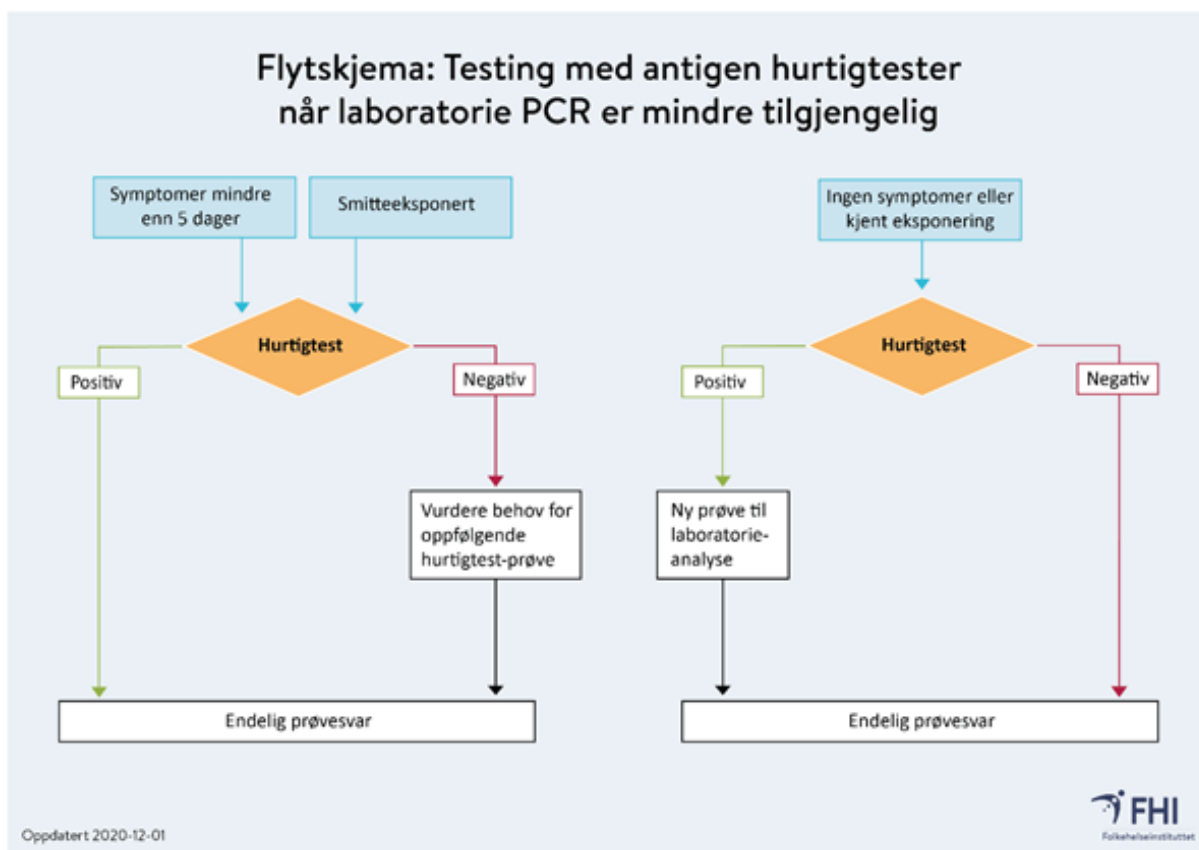 Flytskjema: Testing med antigen hurtigtester
når laboratorie PCR er mindre tilgjengelig
Symptomer mindre
enn 5 dager
Smitteeksponert
Hurtigtest
Positiv
Negativ
Vurdere behov for
oppfølgende
hurtigtest-prøve
Endelig prøvesvar
Ingen symptomer eller
kjent eksponering
Hurtigtest
Positiv
Negativ
Ny prøve til
laboratorie-
analyse
Endelig prøvesvar
Oppdatert 2020-12-01
FHI
Folkehelseinstituttet